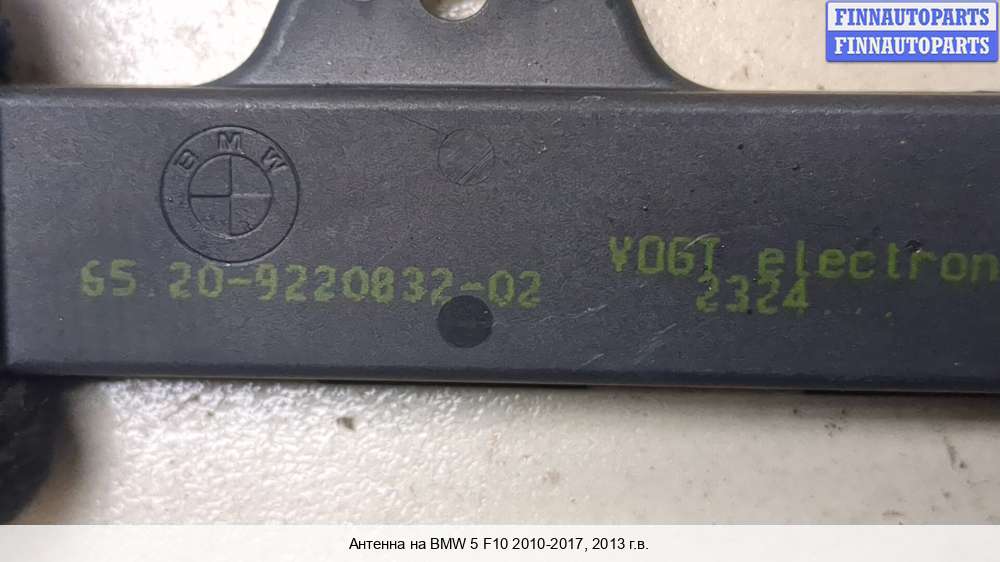 FINNAUTOPARTS
FINNAUTOPARTS
BMW
65.20-9220832-02
VOGT electron
2324
Антенна на BMW 5 F10 2010-2017, 2013 г.в.